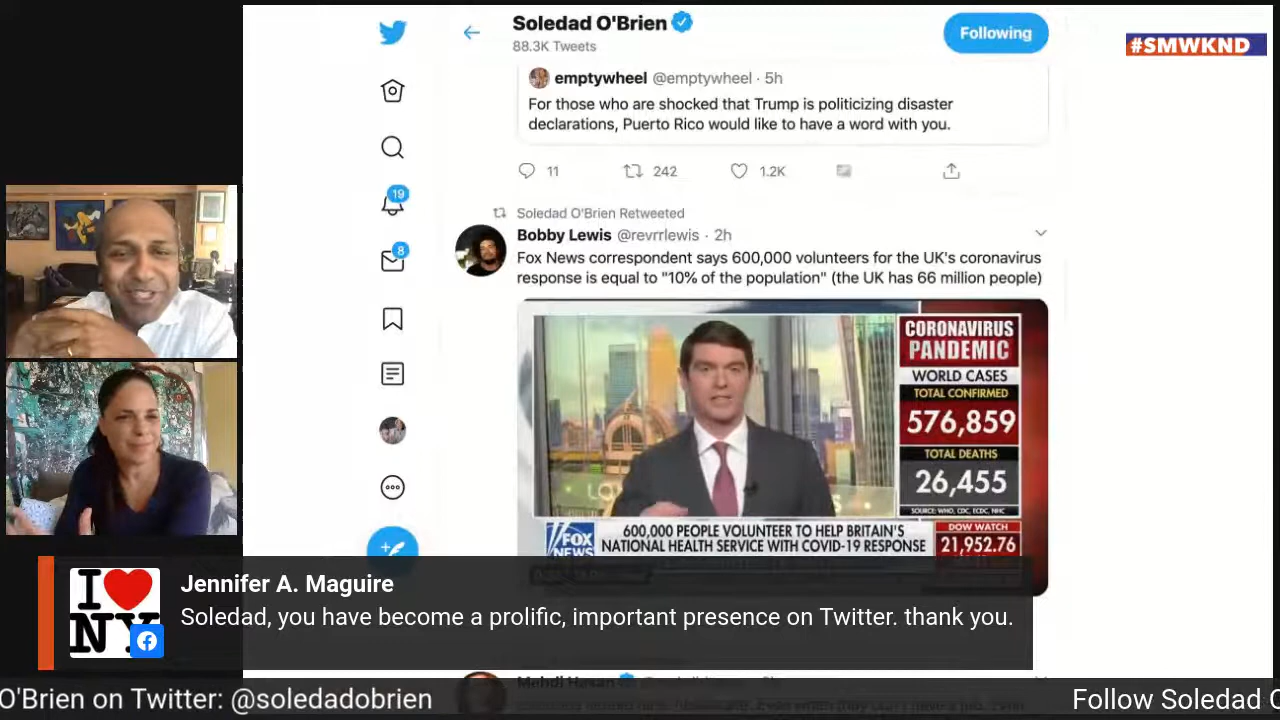 Soledad O'Brien
88.3K Tweets
Following
#SMWKND
emptywheel @emptywheel · 5h
For those who are shocked that Trump is politicizing disaster
declarations, Puerto Rico would like to have a word with you.
11
242
1.2K
19
8
Soledad O'Brien Retweeted
Bobby Lewis @revrrlewis · 2h
Fox News correspondent says 600,000 volunteers for the UK's coronavirus
response is equal to "10% of the population" (the UK has 66 million people)
CORONAVIRUS
PANDEMIC
WORLD CASES
TOTAL CONFIRMED
576,859
TOTAL DEATHS
26,455
SOURCE: WHO, CDC, ECDC, NHC
FOX
NEWS
600,000 PEOPLE VOLUNTEER TO HELP BRITAIN'S
NATIONAL HEALTH SERVICE WITH COVID-19 RESPONSE
DOW WATCH
21,952.76
I
NY
Jennifer A. Maguire
Soledad, you have become a prolific, important presence on Twitter. thank you.
Mehdi Hasan
O'Brien on Twitter: @soledadobrien
Follow Soledad